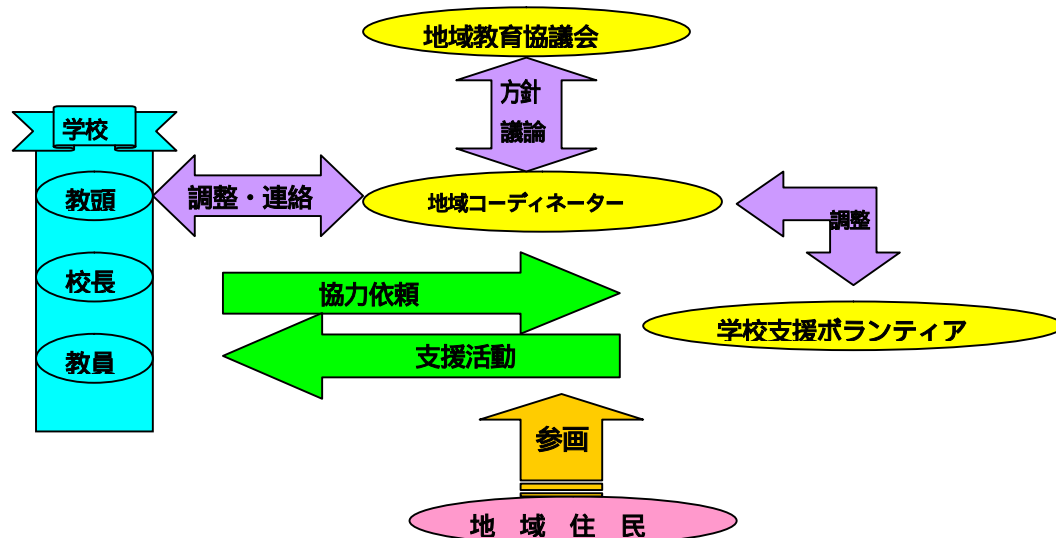 地域教育協議会
方針
議論
学校
教頭
調整・連絡
地域コーディネーター
調整
校長
協力依頼
学校支援ボランティア
支援活動
教員
参画
地　域　住　民